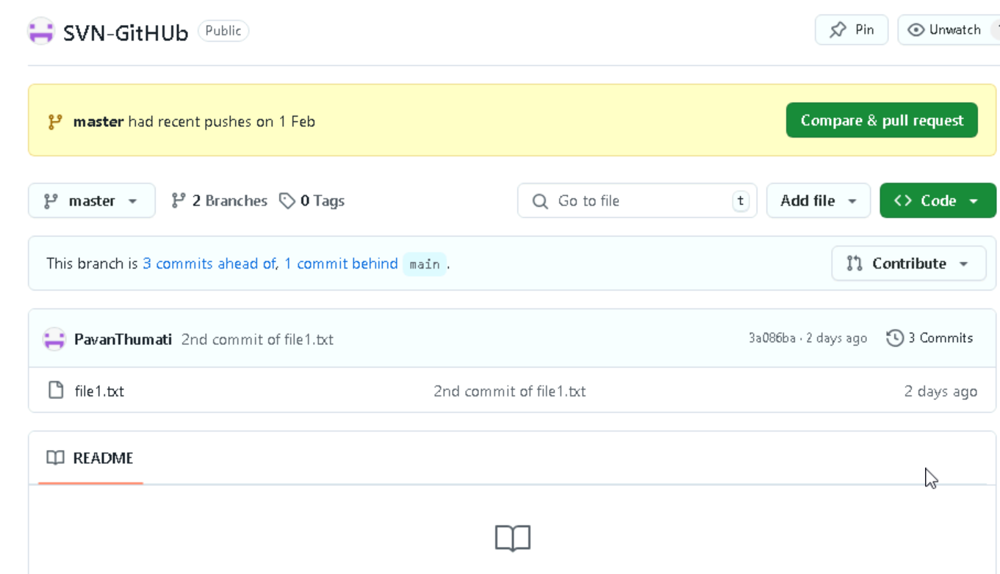 SVN-GitHUb Public Pin Unwatch
master had recent pushes on 1 Feb Compare & pull request
master 2 Branches 0 Tags Go to file t Add file Code
This branch is 3 commits ahead of, 1 commit behind main. Contribute
PavanThumati 2nd commit of file1.txt 3a086ba · 2 days ago 3 Commits
file1.txt 2nd commit of file1.txt 2 days ago
README